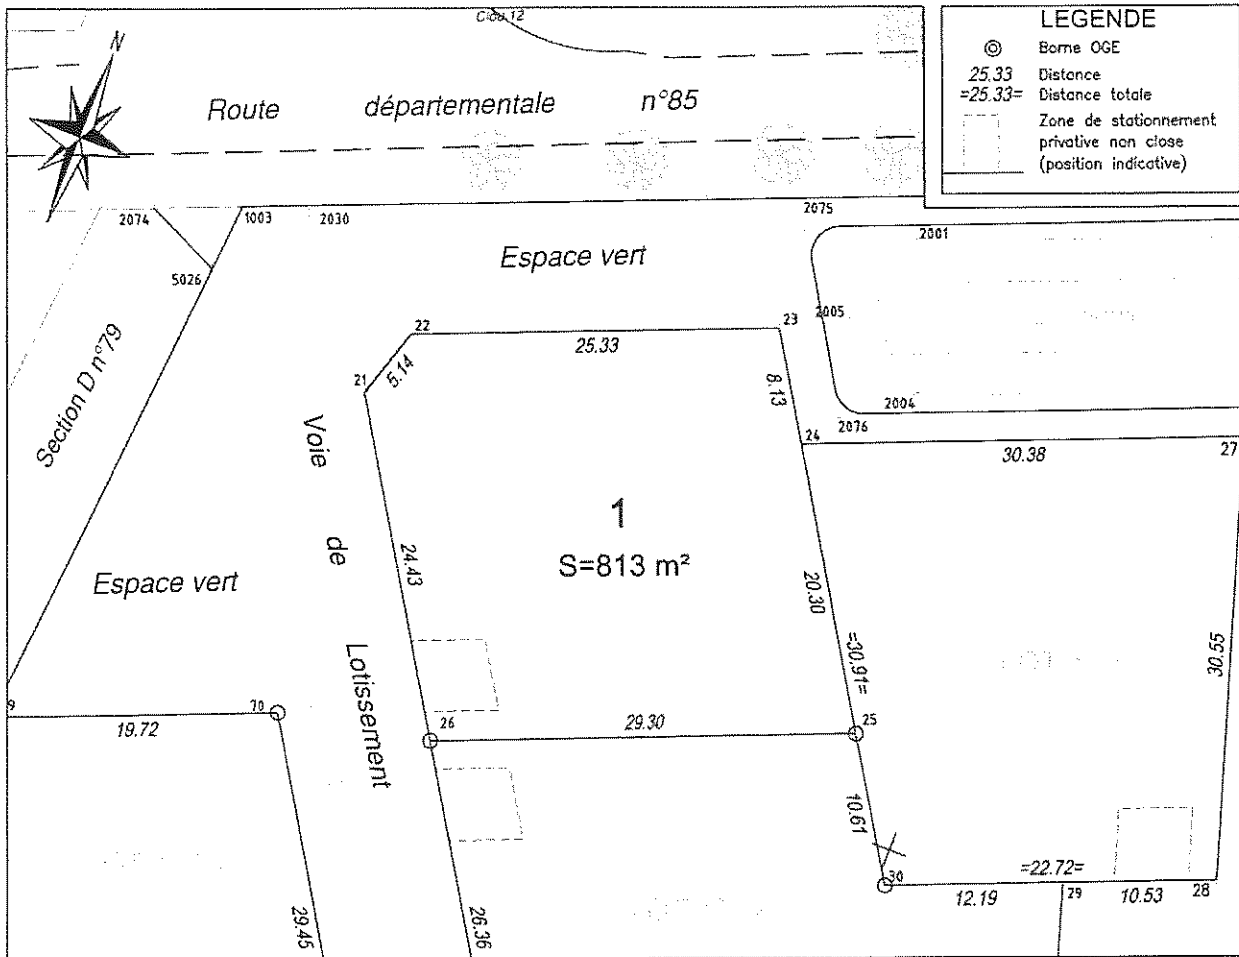 Clou.12
N
Route départementale n°85
LEGENDE
Borne OGE
25.33 Distance
=25.33= Distance totale
Zone de stationnement
privative non close
(position indicative)
2074
1003
2030
2075
2001
5026
Espace vert
2005
22
23
25.33
21
5.14
8.13
2004
2076
24
30.38
27
Section D n°79
Voie de Lotissement
1
S=813 m²
24.43
20.30
=30.91=
30.55
Espace vert
9
70
19.72
26
29.30
25
10.61
30
=22.72=
12.19
29
10.53
28
29.45
26.36